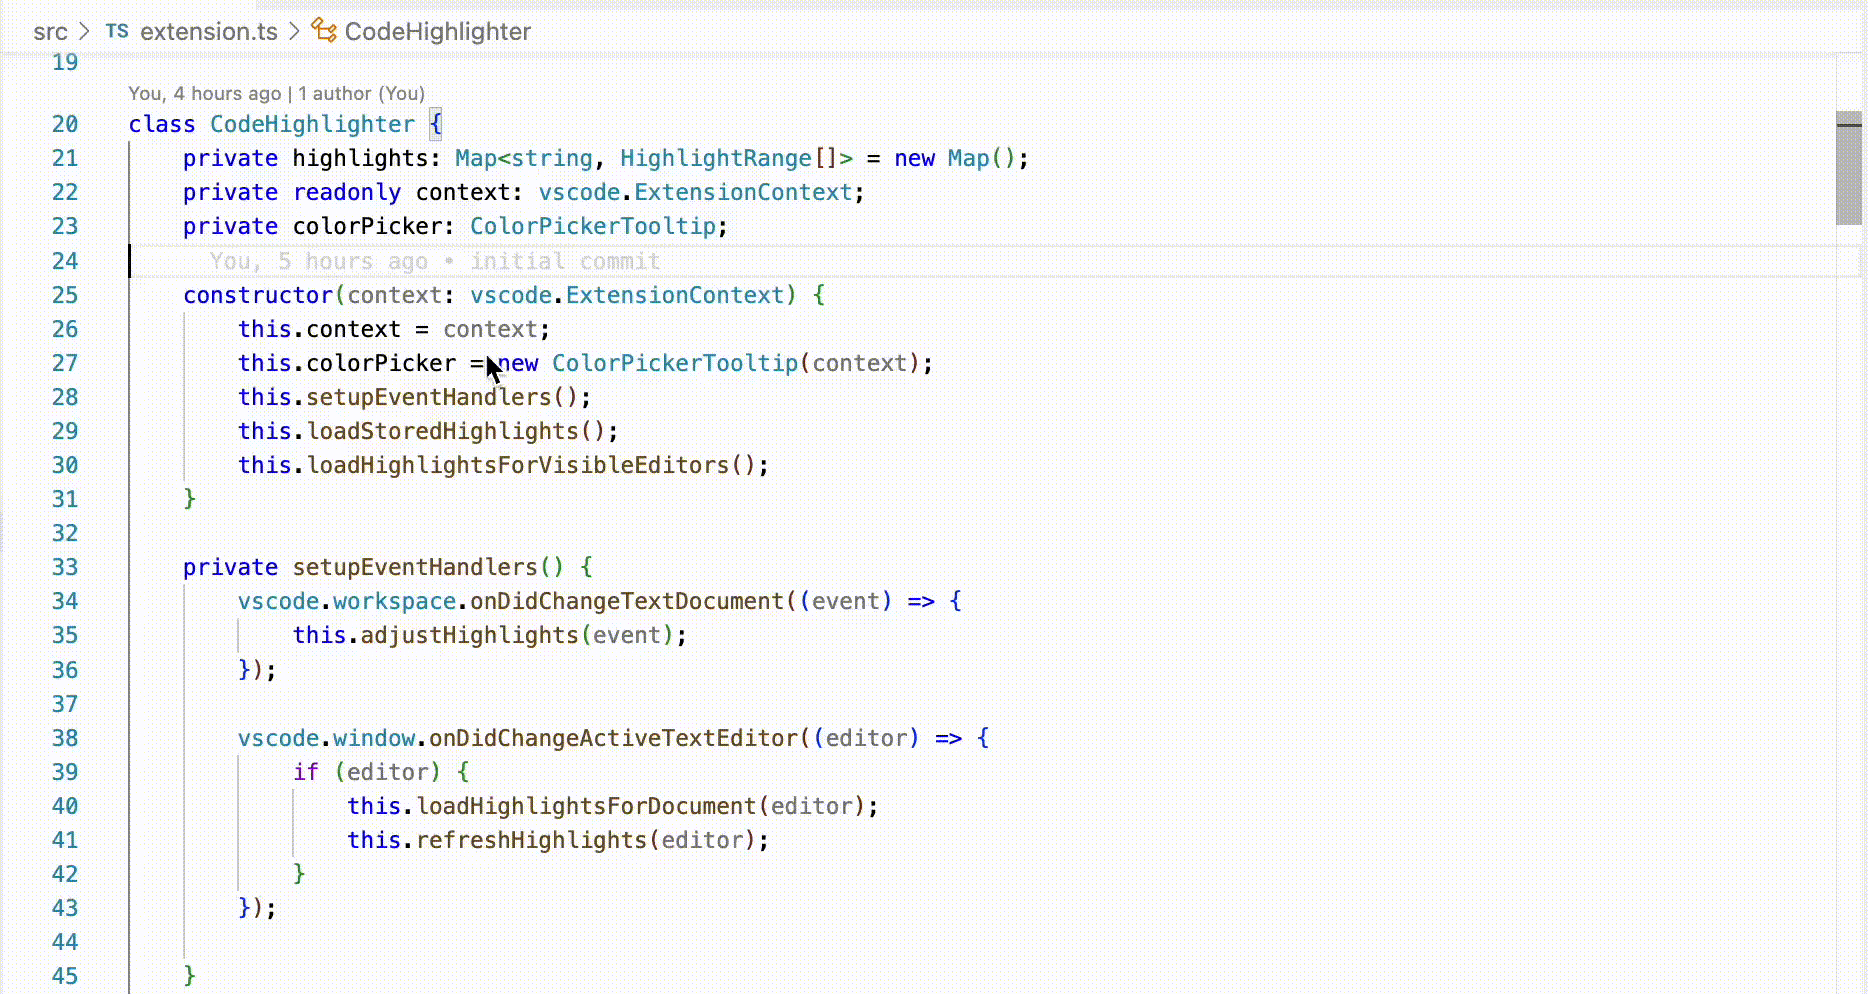 src > TS extension.ts > CodeHighlighter
19
You, 4 hours ago | 1 author (You)
20 class CodeHighlighter {
21 private highlights: Map<string, HighlightRange[]> = new Map();
22 private readonly context: vscode.ExtensionContext;
23 private colorPicker: ColorPickerTooltip;
24 You, 5 hours ago • initial commit
25 constructor(context: vscode.ExtensionContext) {
26 this.context = context;
27 this.colorPicker = new ColorPickerTooltip(context);
28 this.setupEventHandlers();
29 this.loadStoredHighlights();
30 this.loadHighlightsForVisibleEditors();
31 }
32
33 private setupEventHandlers() {
34 vscode.workspace.onDidChangeTextDocument((event) => {
35 this.adjustHighlights(event);
36 });
37
38 vscode.window.onDidChangeActiveTextEditor((editor) => {
39 if (editor) {
40 this.loadHighlightsForDocument(editor);
41 this.refreshHighlights(editor);
42 }
43 });
44
45 }